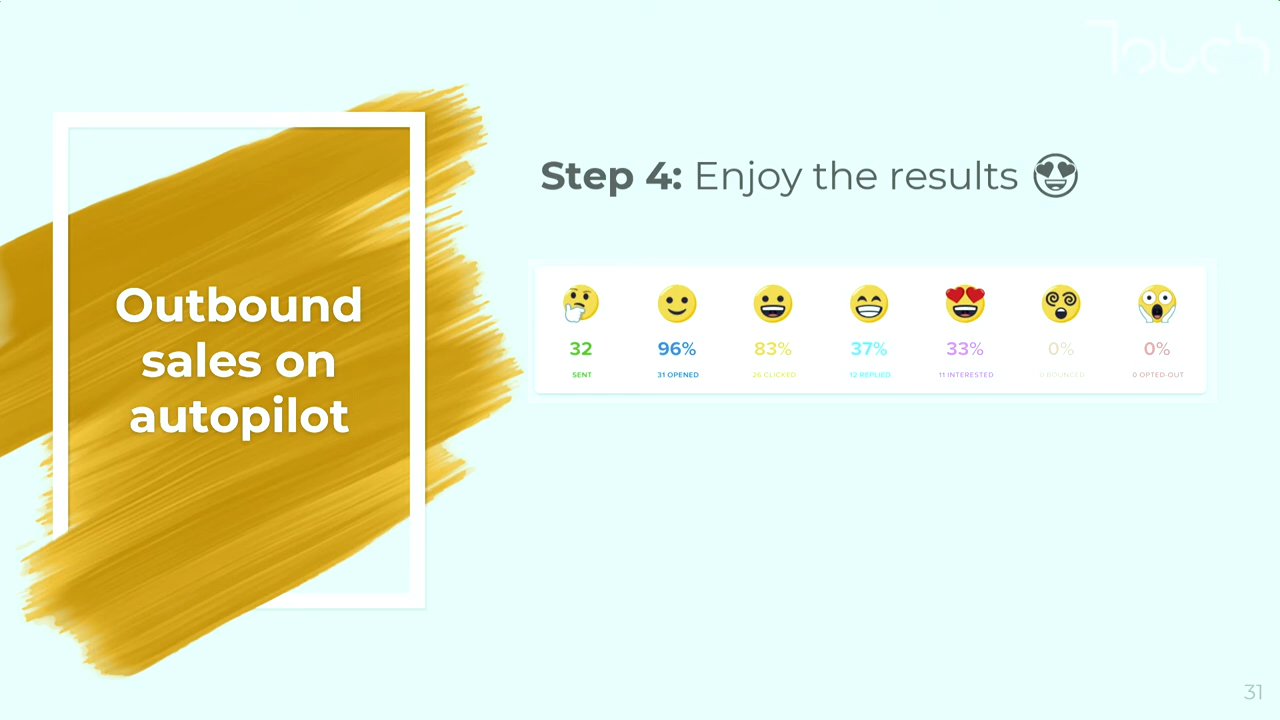 Touch
Outbound
sales on
autopilot
Step 4: Enjoy the results 😍
32
96%
83%
37%
33%
0%
0%
SENT
31 OPENED
26 CLICKED
12 REPLIED
11 INTERESTED
0 BOUNCED
0 OPTED-OUT
31